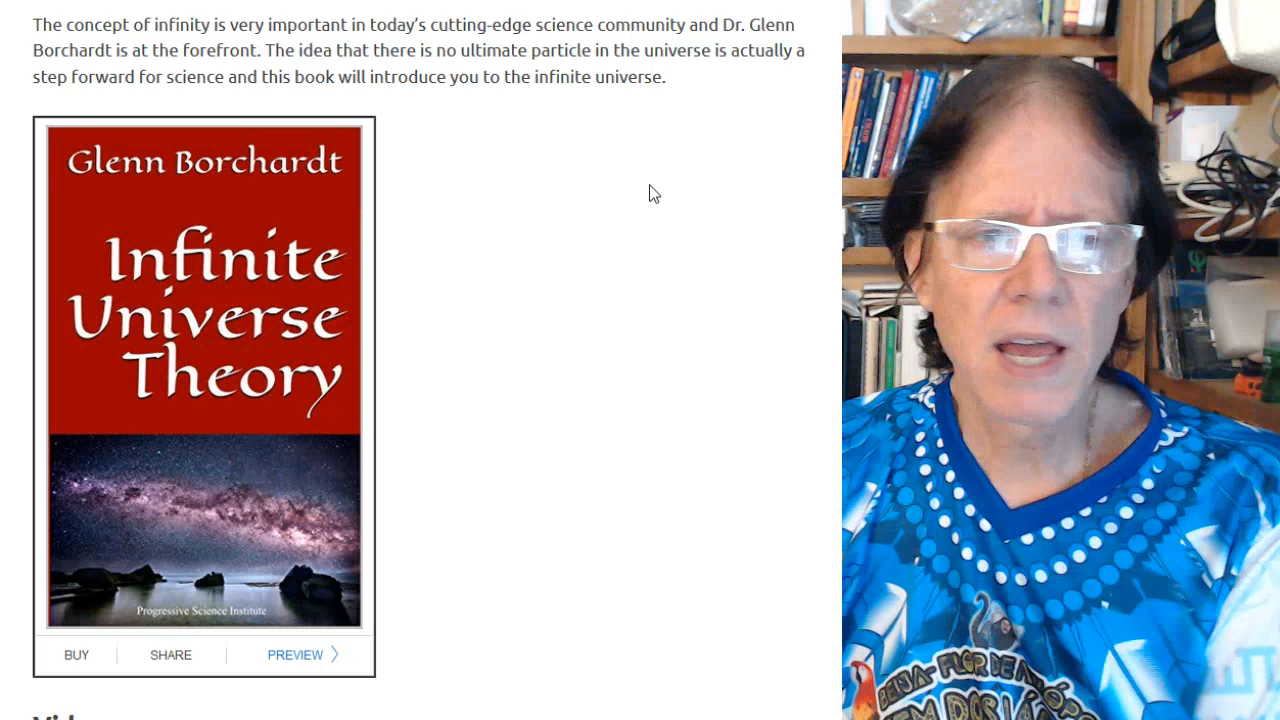 The concept of infinity is very important in today’s cutting-edge science community and Dr. Glenn
Borchardt is at the forefront. The idea that there is no ultimate particle in the universe is actually a
step forward for science and this book will introduce you to the infinite universe.
Glenn Borchardt
Infinite
Universe
Theory
Progressive Science Institute
BUY
SHARE
PREVIEW
BEIJA-FLOR DE